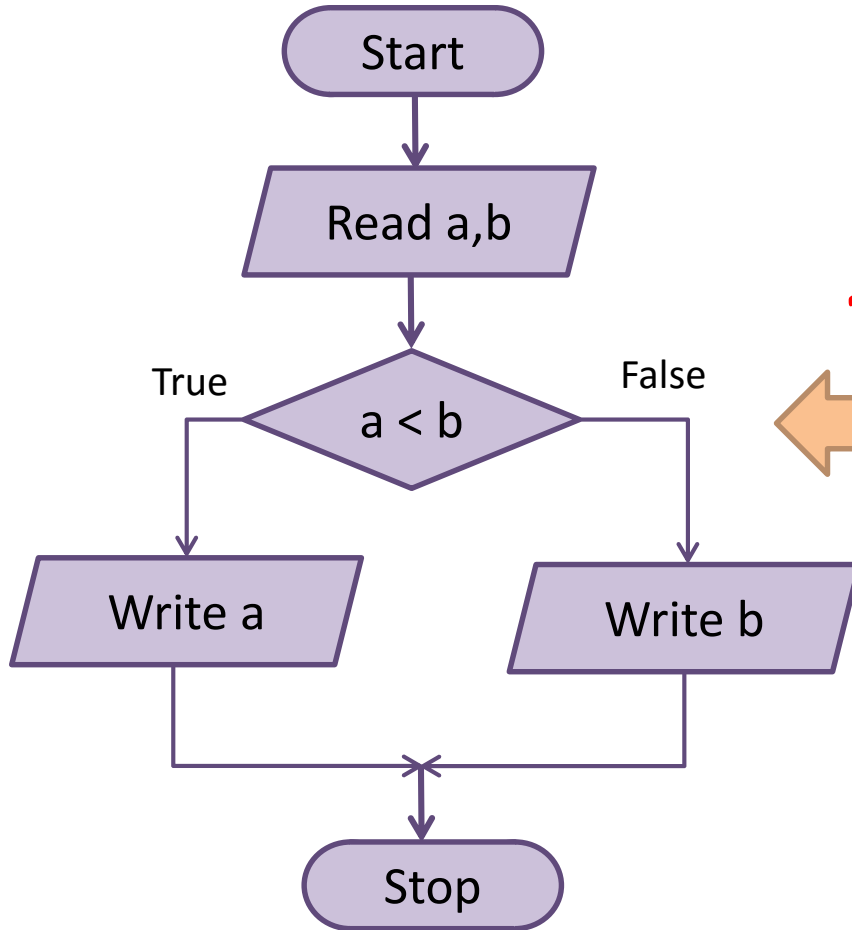 Start
Read a,b
True
False
a < b
Write a
Write b
Stop